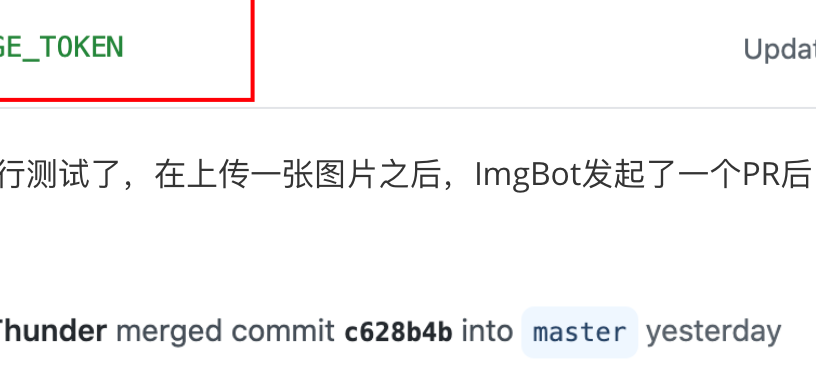 GE_TOKEN
Updat
行测试了，在上传一张图片之后，ImgBot发起了一个PR后
Thunder merged commit c628b4b into master yesterday